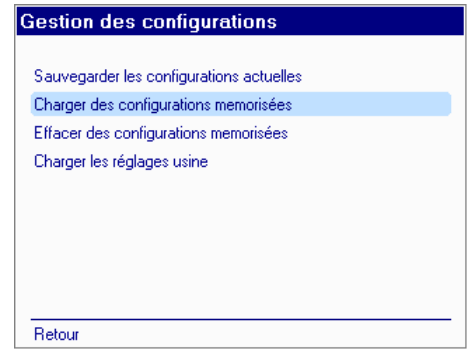 Gestion des configurations
Sauvegarder les configurations actuelles
Charger des configurations memorisées
Effacer des configurations memorisées
Charger les réglages usine
Retour